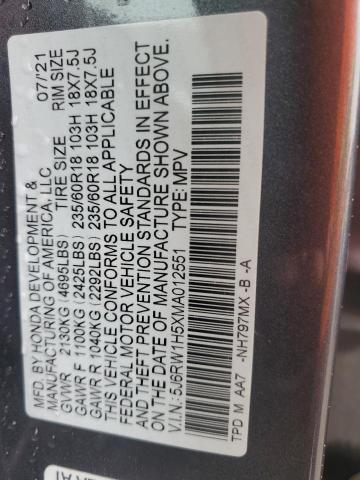 MFD. BY HONDA DEVELOPMENT & 07/'21
MANUFACTURING OF AMERICA, LLC
TIRE SIZE RIM SIZE
GVWR 2130KG (4695LBS)
GAWR F 1100KG (2425LBS) 235/60R18 103H 18X7.5J
GAWR R 1040KG (2292LBS) 235/60R18 103H 18X7.5J
THIS VEHICLE CONFORMS TO ALL APPLICABLE
FEDERAL MOTOR VEHICLE SAFETY
AND THEFT PREVENTION STANDARDS IN EFFECT
ON THE DATE OF MANUFACTURE SHOWN ABOVE.
V.I.N.: 5J6RW1H5XMA012551 TYPE: MPV
TPD M AA7 -NH797MX -B -A